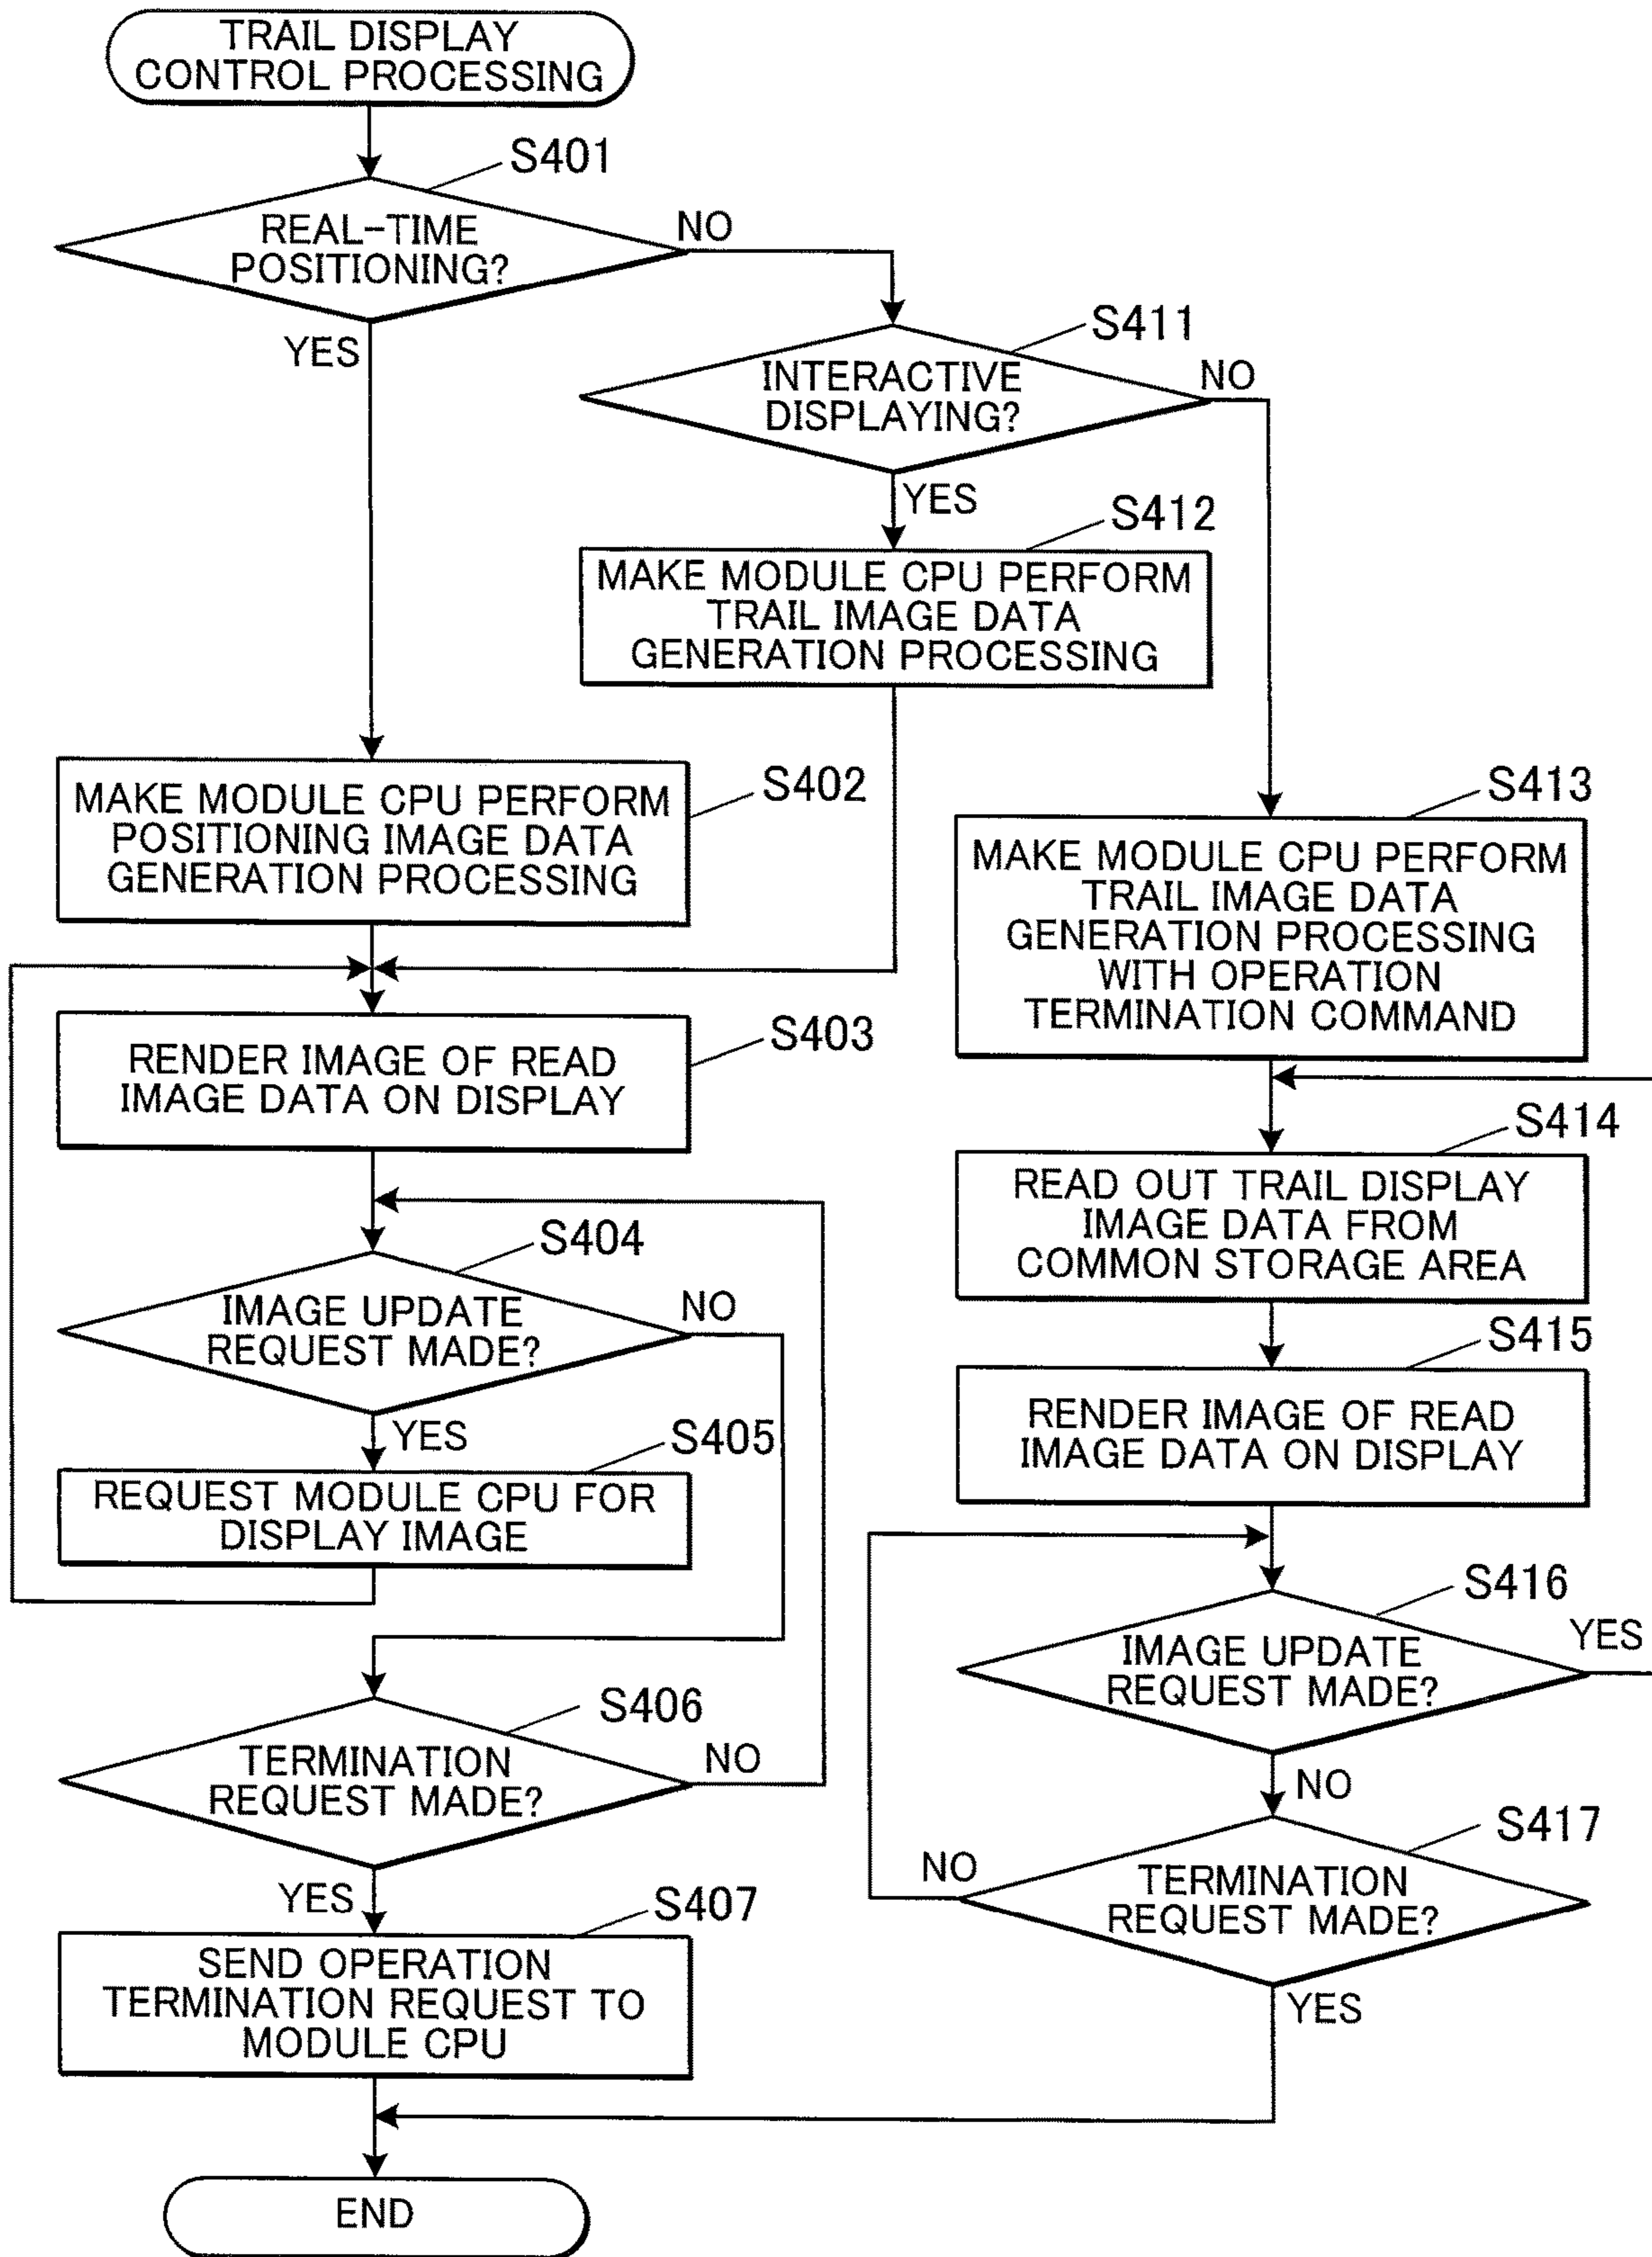 TRAIL DISPLAY
CONTROL PROCESSING
S401
REAL-TIME
POSITIONING?
NO
YES
S411
INTERACTIVE
DISPLAYING?
NO
YES
S412
MAKE MODULE CPU PERFORM
TRAIL IMAGE DATA
GENERATION PROCESSING
S402
MAKE MODULE CPU PERFORM
POSITIONING IMAGE DATA
GENERATION PROCESSING
S413
MAKE MODULE CPU PERFORM
TRAIL IMAGE DATA
GENERATION PROCESSING
WITH OPERATION
TERMINATION COMMAND
S403
RENDER IMAGE OF READ
IMAGE DATA ON DISPLAY
S414
READ OUT TRAIL DISPLAY
IMAGE DATA FROM
COMMON STORAGE AREA
S404
IMAGE UPDATE
REQUEST MADE?
NO
YES
S415
RENDER IMAGE OF READ
IMAGE DATA ON DISPLAY
S405
REQUEST MODULE CPU FOR
DISPLAY IMAGE
S416
IMAGE UPDATE
REQUEST MADE?
YES
NO
S406
TERMINATION
REQUEST MADE?
NO
YES
S417
TERMINATION
REQUEST MADE?
NO
YES
S407
SEND OPERATION
TERMINATION REQUEST TO
MODULE CPU
END